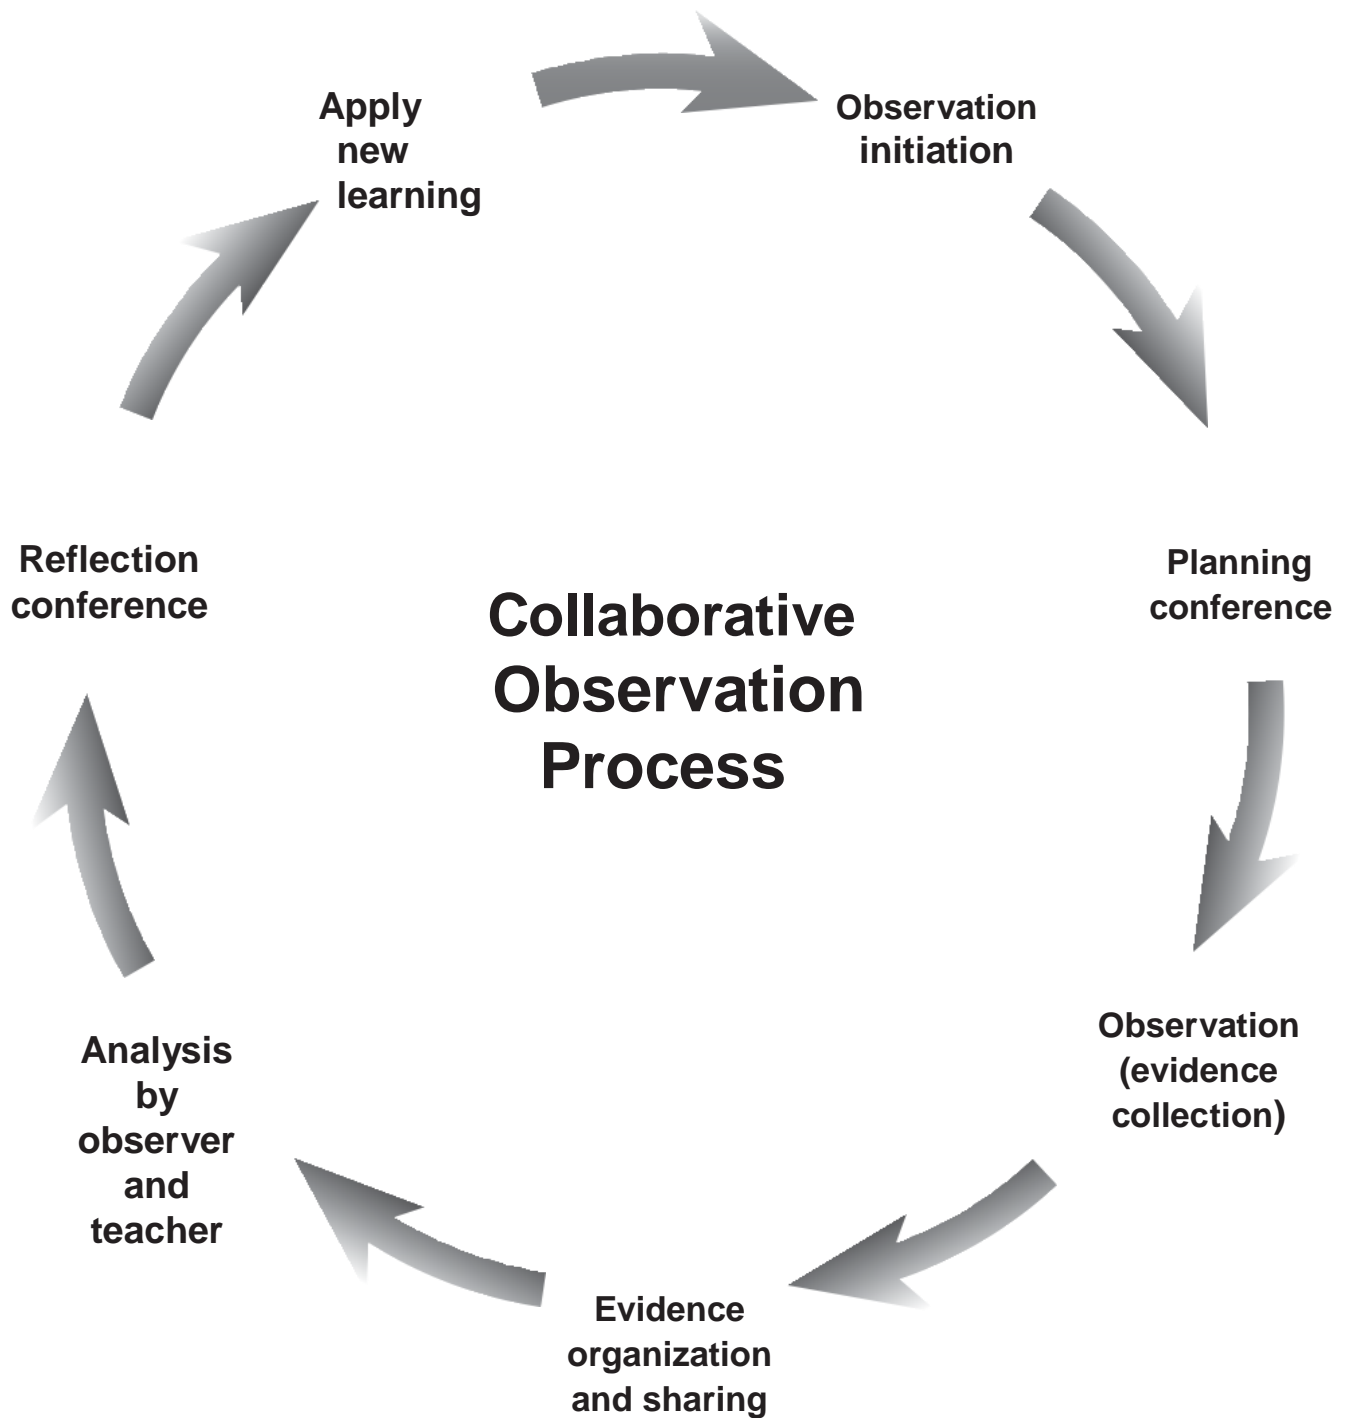 Apply
new
learning
Observation
initiation
Planning
conference
Observation
(evidence
collection)
Evidence
organization
and sharing
Analysis
by
observer
and
teacher
Reflection
conference
Collaborative
Observation
Process